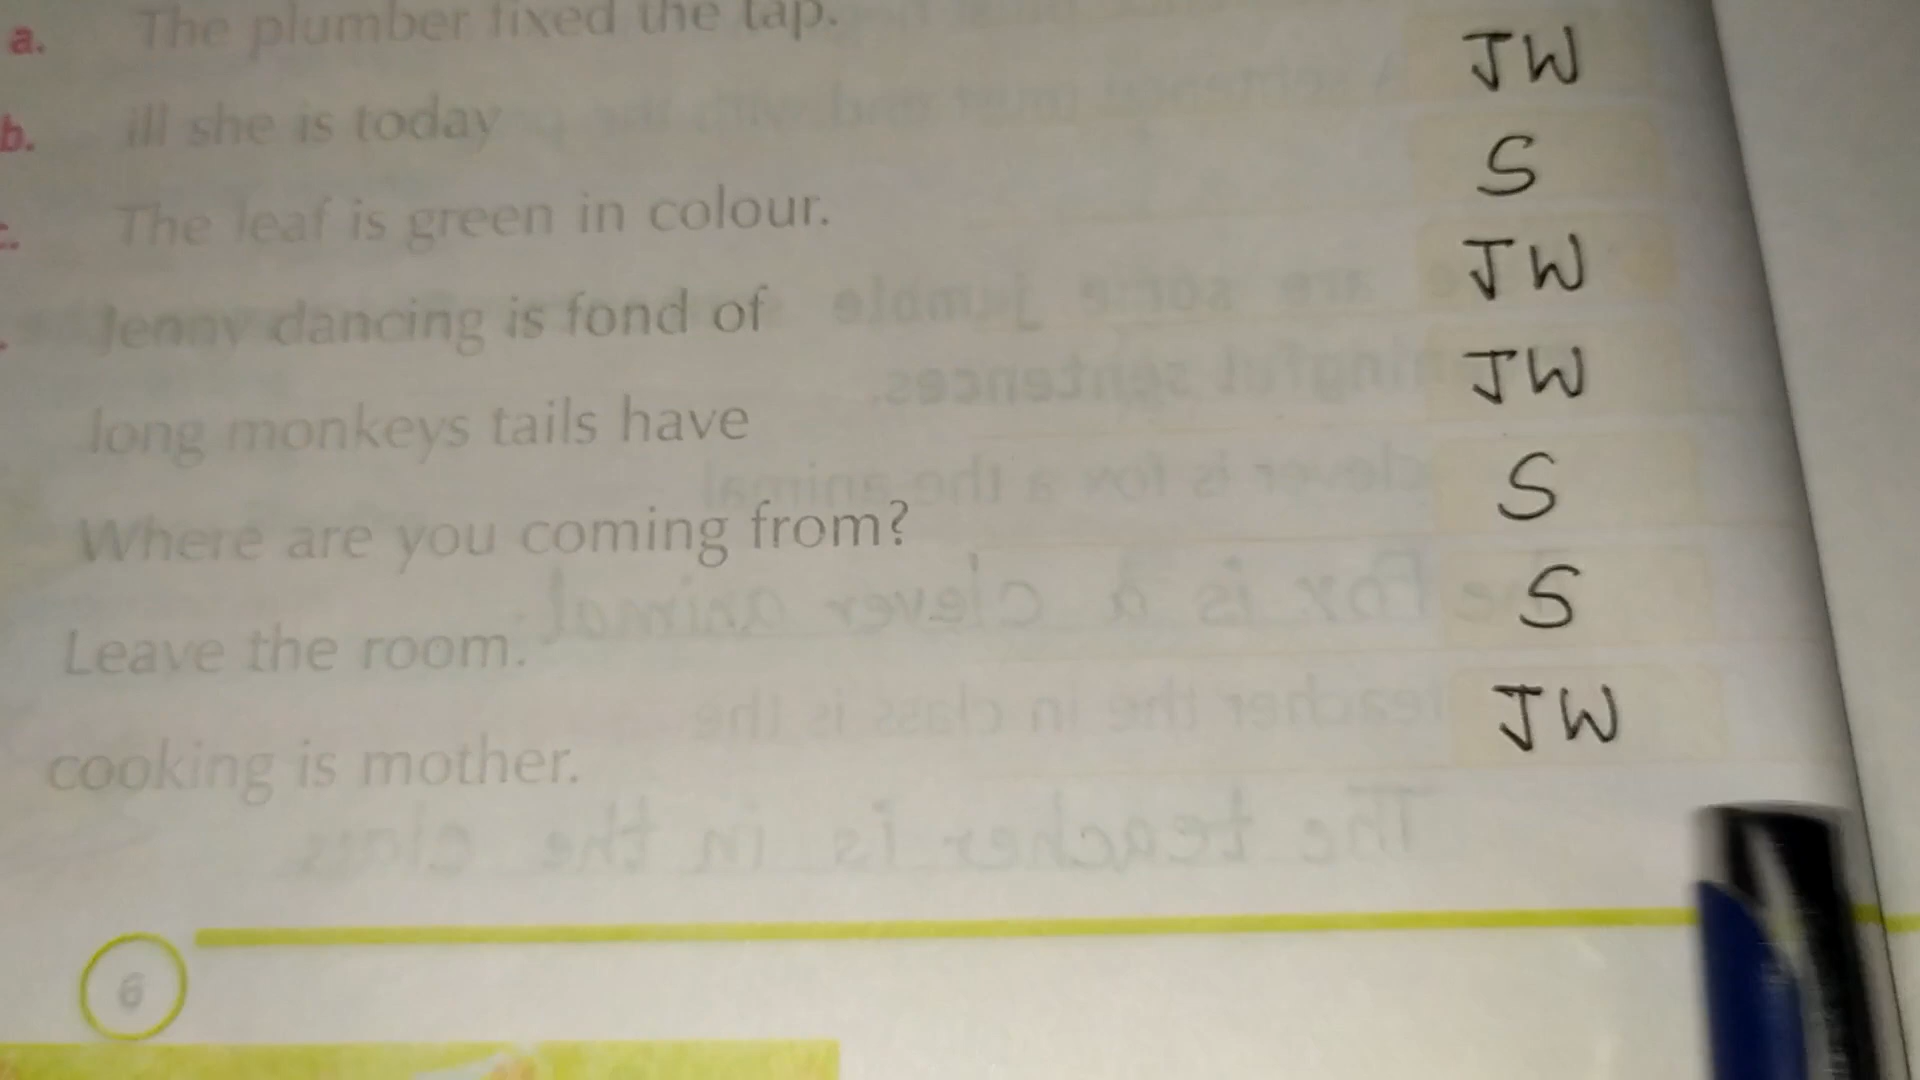 a. The plumber fixed the tap.
JW
b. ill she is today
S
The leaf is green in colour.
JW
Jenny dancing is fond of
JW
long monkeys tails have
S
Where are you coming from?
S
Leave the room.
JW
cooking is mother.
6